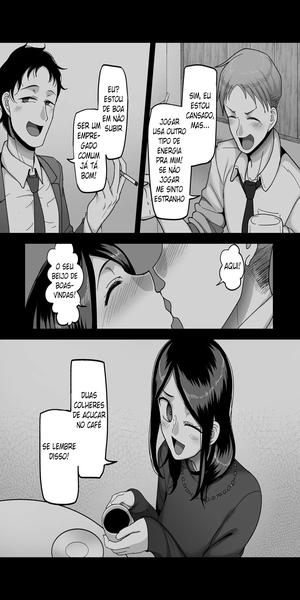 SIM, EU ESTOU
CANSADO,
MAS...
JOGAR
USA OUTRO
TIPO DE
ENERGIA
PRA MIM!
SE NÃO
JOGAR
ME SINTO
ESTRANHO
EU?
ESTOU
DE BOA
EM NÃO
SUBIR
SER UM
EMPRE-
GADO
COMUM
JÁ TÁ
BOM!
AQUI!
O SEU
BEIJO DE
BOAS-
VINDAS!
DUAS
COLHERES
DE ACUCAR
NO CAFÉ
SE LEMBRE
DISSO!